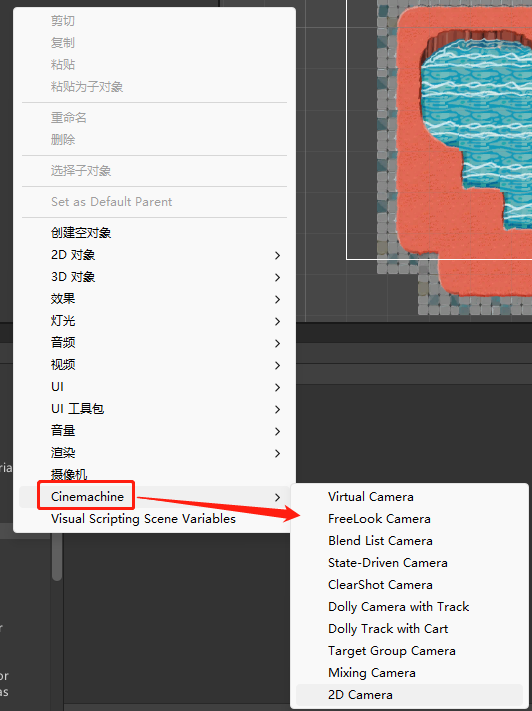 剪切
复制
粘贴
粘贴为子对象
重命名
删除
选择子对象
Set as Default Parent
创建空对象
2D 对象
3D 对象
效果
灯光
音频
视频
UI
UI 工具包
音量
渲染
摄像机
Cinemachine
Visual Scripting Scene Variables
Virtual Camera
FreeLook Camera
Blend List Camera
State-Driven Camera
ClearShot Camera
Dolly Camera with Track
Dolly Track with Cart
Target Group Camera
Mixing Camera
2D Camera